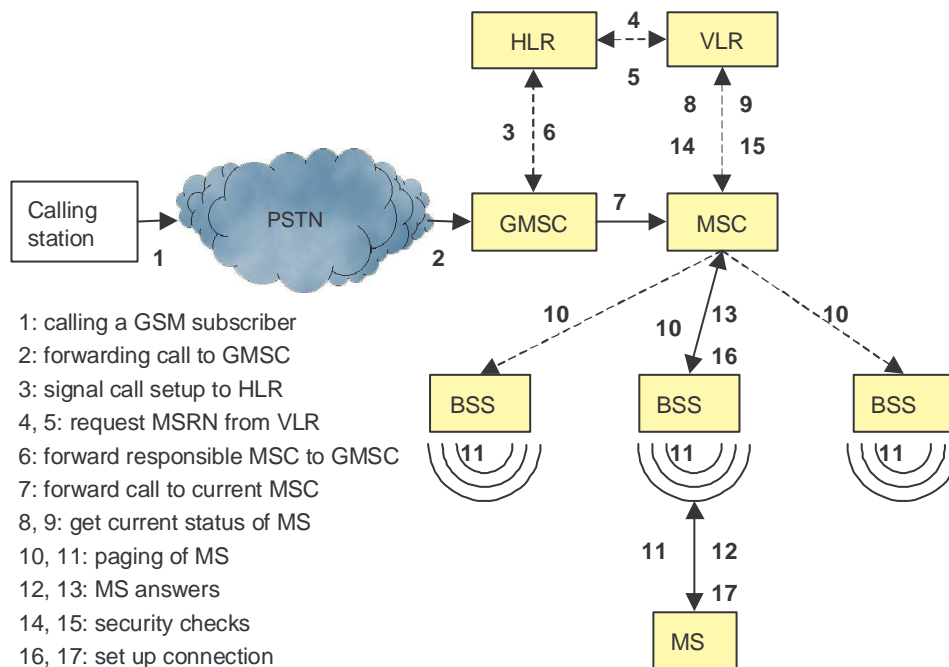 4
HLR
VLR
5
8
9
3
6
14
15
Calling
station
PSTN
GMSC
7
MSC
1
2
10
10
13
10
16
BSS
BSS
BSS
11
11
11
11
12
17
MS
1: calling a GSM subscriber
2: forwarding call to GMSC
3: signal call setup to HLR
4, 5: request MSRN from VLR
6: forward responsible MSC to GMSC
7: forward call to current MSC
8, 9: get current status of MS
10, 11: paging of MS
12, 13: MS answers
14, 15: security checks
16, 17: set up connection